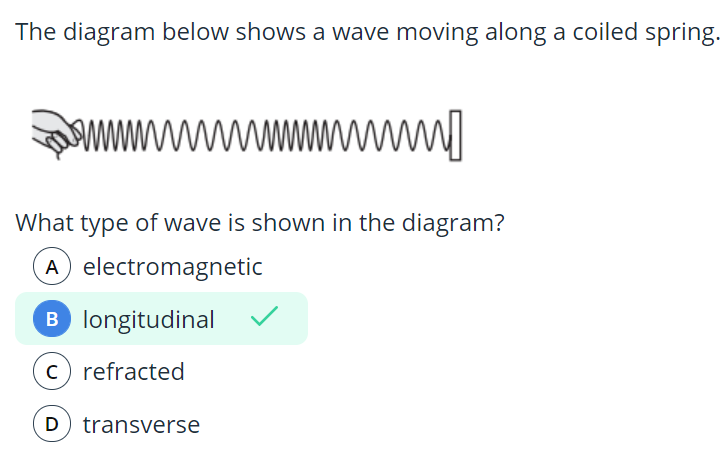 The diagram below shows a wave moving along a coiled spring.
What type of wave is shown in the diagram?
A electromagnetic
B longitudinal
C refracted
D transverse